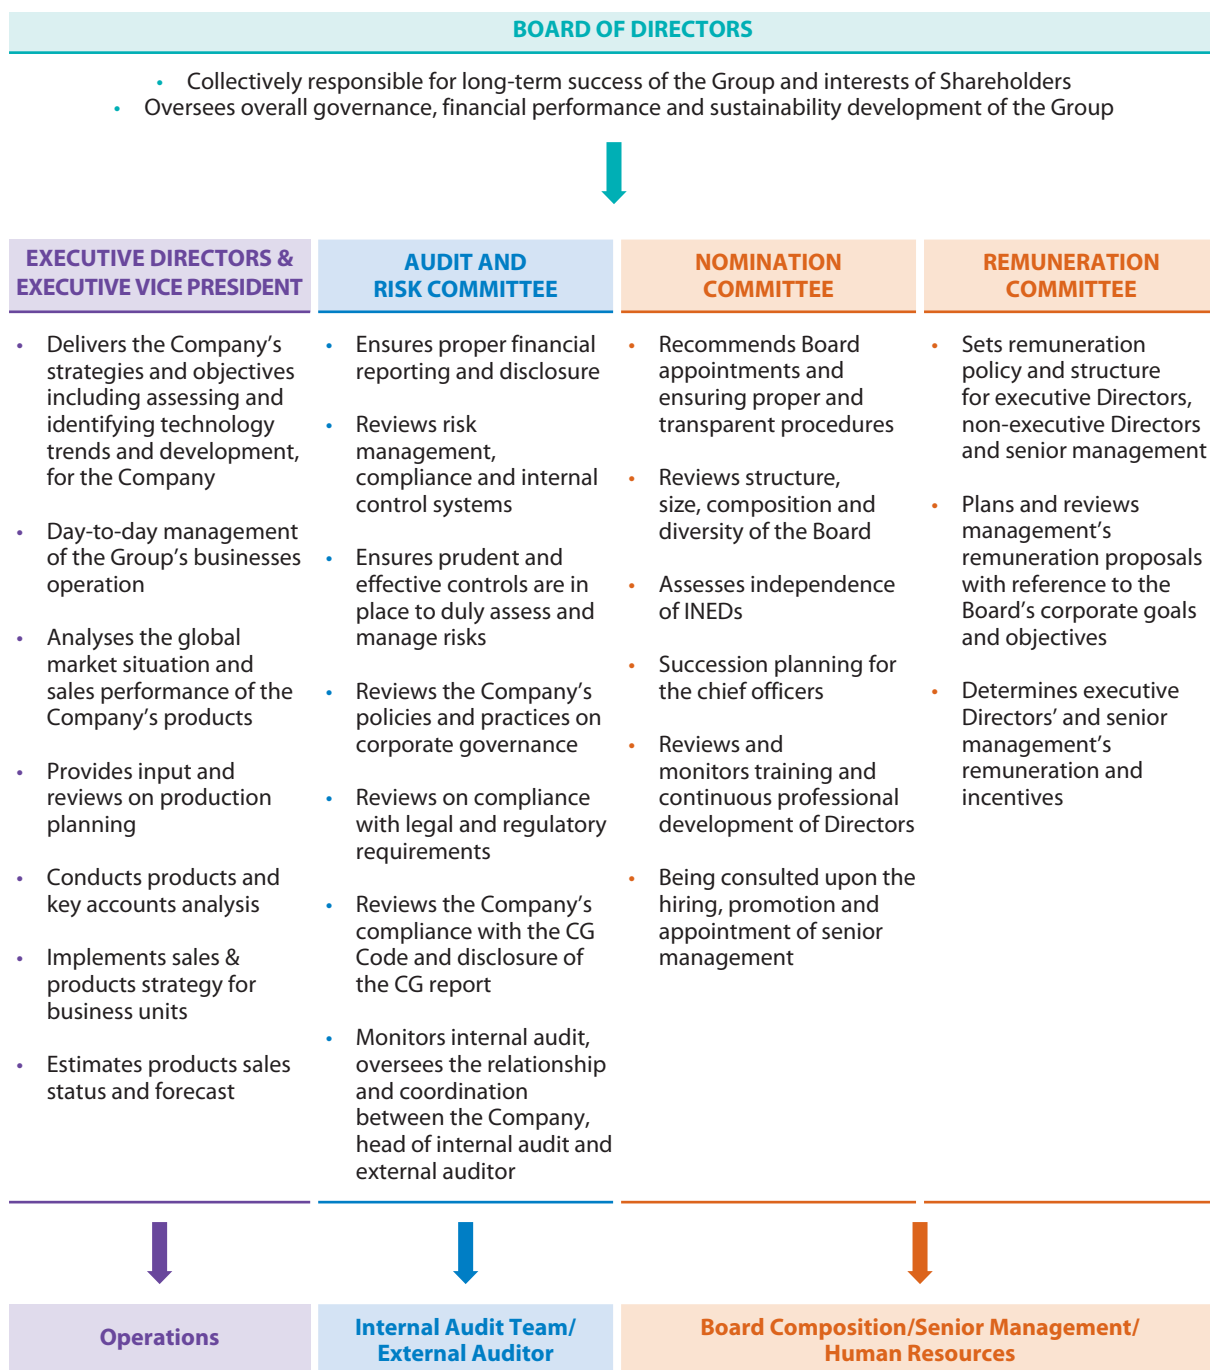 BOARD OF DIRECTORS
• Collectively responsible for long-term success of the Group and interests of Shareholders
• Oversees overall governance, financial performance and sustainability development of the Group
EXECUTIVE DIRECTORS &
EXECUTIVE VICE PRESIDENT
• Delivers the Company’s
strategies and objectives
including assessing and
identifying technology
trends and development,
for the Company
• Day-to-day management
of the Group’s businesses
operation
• Analyses the global
market situation and
sales performance of the
Company’s products
• Provides input and
reviews on production
planning
• Conducts products and
key accounts analysis
• Implements sales &
products strategy for
business units
• Estimates products sales
status and forecast
Operations
AUDIT AND
RISK COMMITTEE
• Ensures proper financial
reporting and disclosure
• Reviews risk
management,
compliance and internal
control systems
• Ensures prudent and
effective controls are in
place to duly assess and
manage risks
• Reviews the Company’s
policies and practices on
corporate governance
• Reviews on compliance
with legal and regulatory
requirements
• Reviews the Company’s
compliance with the CG
Code and disclosure of
the CG report
• Monitors internal audit,
oversees the relationship
and coordination
between the Company,
head of internal audit and
external auditor
Internal Audit Team/
External Auditor
NOMINATION
COMMITTEE
• Recommends Board
appointments and
ensuring proper and
transparent procedures
• Reviews structure,
size, composition and
diversity of the Board
• Assesses independence
of INEDs
• Succession planning for
the chief officers
• Reviews and
monitors training and
continuous professional
development of Directors
• Being consulted upon the
hiring, promotion and
appointment of senior
management
REMUNERATION
COMMITTEE
• Sets remuneration
policy and structure
for executive Directors,
non-executive Directors
and senior management
• Plans and reviews
management’s
remuneration proposals
with reference to the
Board’s corporate goals
and objectives
• Determines executive
Directors’ and senior
management’s
remuneration and
incentives
Board Composition/Senior Management/
Human Resources